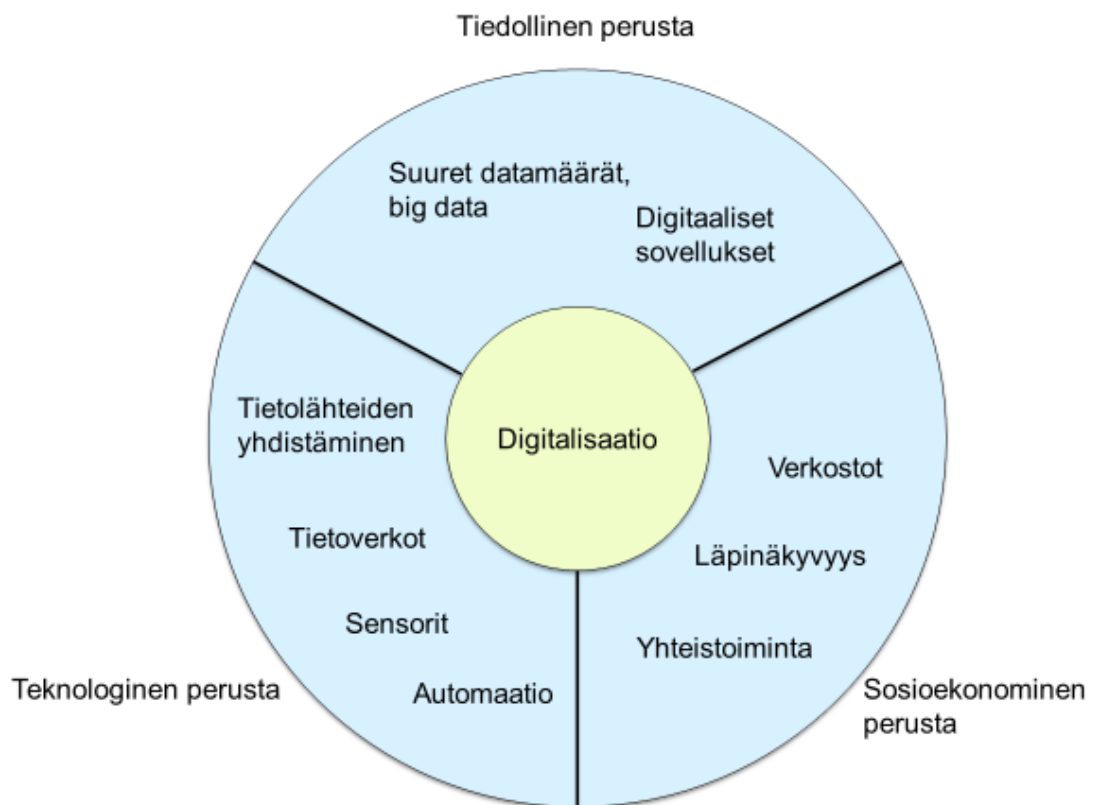 Tiedollinen perusta
Suuret datamäärät,
big data
Digitaaliset
sovellukset
Tietolähteiden
yhdistäminen
Digitalisaatio
Verkostot
Tietoverkot
Läpinäkyvyys
Sensorit
Yhteistoiminta
Automaatio
Teknologinen perusta
Sosioekonominen
perusta